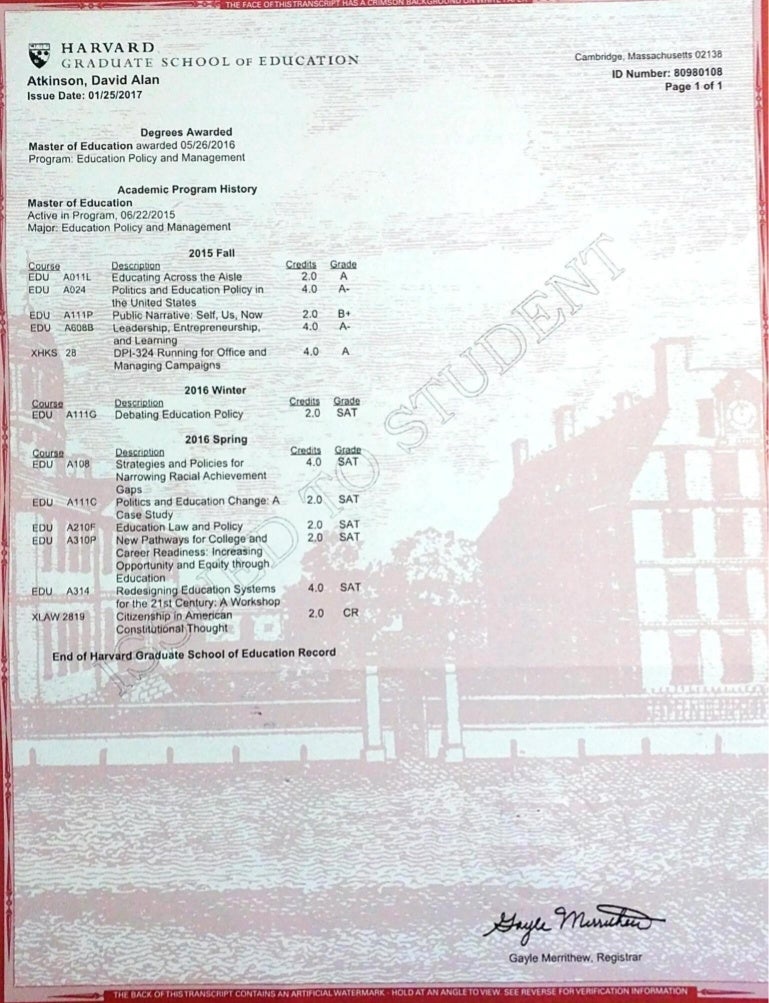 THE FACE OF THIS TRANSCRIPT HAS A CRIMSON BACKGROUND ON WHITE PAPER
HARVARD
GRADUATE SCHOOL OF EDUCATION
Cambridge, Massachusetts 02138
Atkinson, David Alan
ID Number: 80980108
Issue Date: 01/25/2017
Page 1 of 1
Degrees Awarded
Master of Education awarded 05/26/2016
Program: Education Policy and Management
Academic Program History
Master of Education
Active in Program, 06/22/2015
Major: Education Policy and Management
2015 Fall
Course Description Credits Grade
EDU A011L Educating Across the Aisle 2.0 A
EDU A024 Politics and Education Policy in 4.0 A-
the United States
EDU A111P Public Narrative: Self, Us, Now 2.0 B+
EDU A608B Leadership, Entrepreneurship, 4.0 A-
and Learning
XHKS 28 DPI-324 Running for Office and 4.0 A
Managing Campaigns
2016 Winter
Course Description Credits Grade
EDU A111G Debating Education Policy 2.0 SAT
2016 Spring
Course Description Credits Grade
EDU A108 Strategies and Policies for 4.0 SAT
Narrowing Racial Achievement
Gaps
EDU A111C Politics and Education Change: A 2.0 SAT
Case Study
EDU A210F Education Law and Policy 2.0 SAT
EDU A310P New Pathways for College and 2.0 SAT
Career Readiness: Increasing
Opportunity and Equity through
Education
EDU A314 Redesigning Education Systems 4.0 SAT
for the 21st Century: A Workshop
XLAW 2819 Citizenship in American 2.0 CR
Constitutional Thought
End of Harvard Graduate School of Education Record
ISSUED TO STUDENT
Gayle Merrithew
Gayle Merrithew, Registrar
THE BACK OF THIS TRANSCRIPT CONTAINS AN ARTIFICIAL WATERMARK - HOLD AT AN ANGLE TO VIEW. SEE REVERSE FOR VERIFICATION INFORMATION